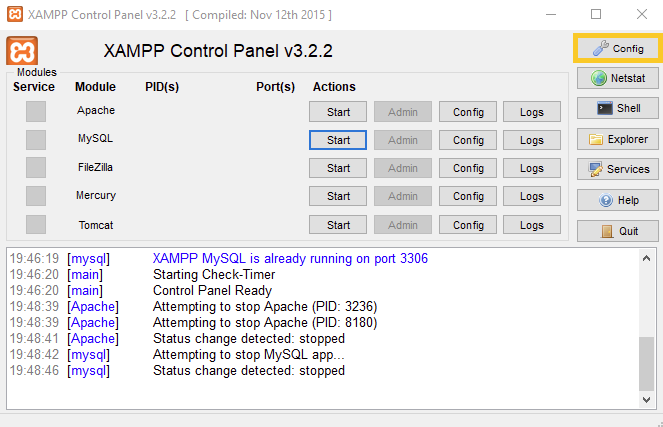 XAMPP Control Panel v3.2.2 [ Compiled: Nov 12th 2015 ]
XAMPP Control Panel v3.2.2
Config
Modules
Service Module PID(s) Port(s) Actions
Netstat
Apache Start Admin Config Logs
Shell
MySQL Start Admin Config Logs
Explorer
FileZilla Start Admin Config Logs
Services
Mercury Start Admin Config Logs
Help
Tomcat Start Admin Config Logs
Quit
19:46:19 [mysql] XAMPP MySQL is already running on port 3306
19:46:20 [main] Starting Check-Timer
19:46:20 [main] Control Panel Ready
19:48:39 [Apache] Attempting to stop Apache (PID: 3236)
19:48:39 [Apache] Attempting to stop Apache (PID: 8180)
19:48:41 [Apache] Status change detected: stopped
19:48:42 [mysql] Attempting to stop MySQL app...
19:48:46 [mysql] Status change detected: stopped